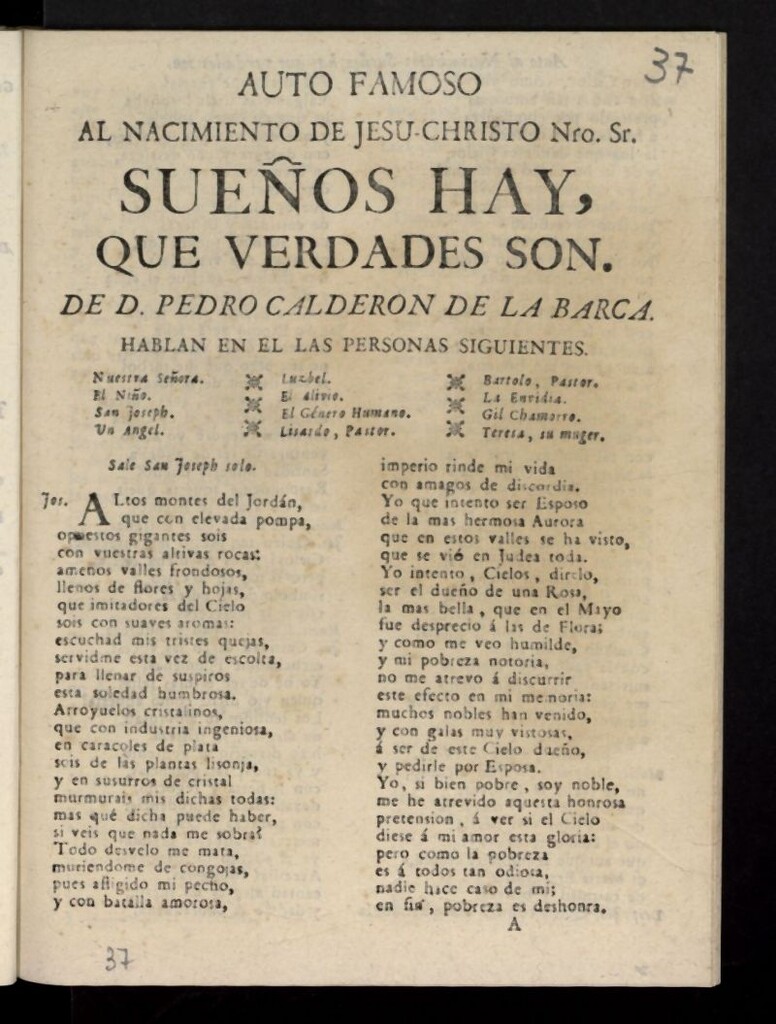 37
AUTO FAMOSO
AL NACIMIENTO DE JESU-CHRISTO Nro. Sr.
SUEÑOS HAY,
QUE VERDADES SON.
DE D. PEDRO CALDERON DE LA BARCA.
HABLAN EN EL LAS PERSONAS SIGUIENTES.
Nuestra Señora.
El Niño.
San Joseph.
Un Angel.
Luzbel.
El Alivio.
El Género Humano.
Lisardo, Pastor.
Bartolo, Pastor.
La Envidia.
Gil Chamorro.
Teresa, su muger.
Sale San Joseph solo.
Jos. ALtos montes del Jordán,
que con elevada pompa,
opuestos gigantes sois
con vuestras altivas rocas:
amenos valles frondosos,
llenos de flores y hojas,
que imitadores del Cielo
sois con suaves aromas:
escuchad mis tristes quejas,
servidme esta vez de escolta,
para llenar de suspiros
esta soledad humbrosa.
Arroyuelos cristalinos,
que con industria ingeniosa,
en caracoles de plata
sois de las plantas lisonja,
y en susurros de cristal
murmurais mis dichas todas:
mas qué dicha puede haber,
si veis que nada me sobra?
Todo desvelo me mata,
muriendome de congojas,
pues afligido mi pecho,
y con batalla amorosa,
imperio rinde mi vida
con amagos de discordia.
Yo que intento ser Esposo
de la mas hermosa Aurora
que en estos valles se ha visto,
que se vió en Judea toda.
Yo intento, Cielos, dirélo,
ser el dueño de una Rosa,
la mas bella, que en el Mayo
fue desprecio á las de Flora;
y como me veo humilde,
y mi pobreza notoria,
no me atrevo á discurrir
este efecto en mi memoria:
muchos nobles han venido,
y con galas muy vistosas,
á ser de este Cielo dueño,
y pedirle por Esposa.
Yo, si bien pobre, soy noble,
me he atrevido aquesta honrosa
pretension, á ver si el Cielo
diese á mi amor esta gloria:
pero como la pobreza
es á todos tan odiosa,
nadie hace caso de mi;
en fin, pobreza es deshonra.
A
37